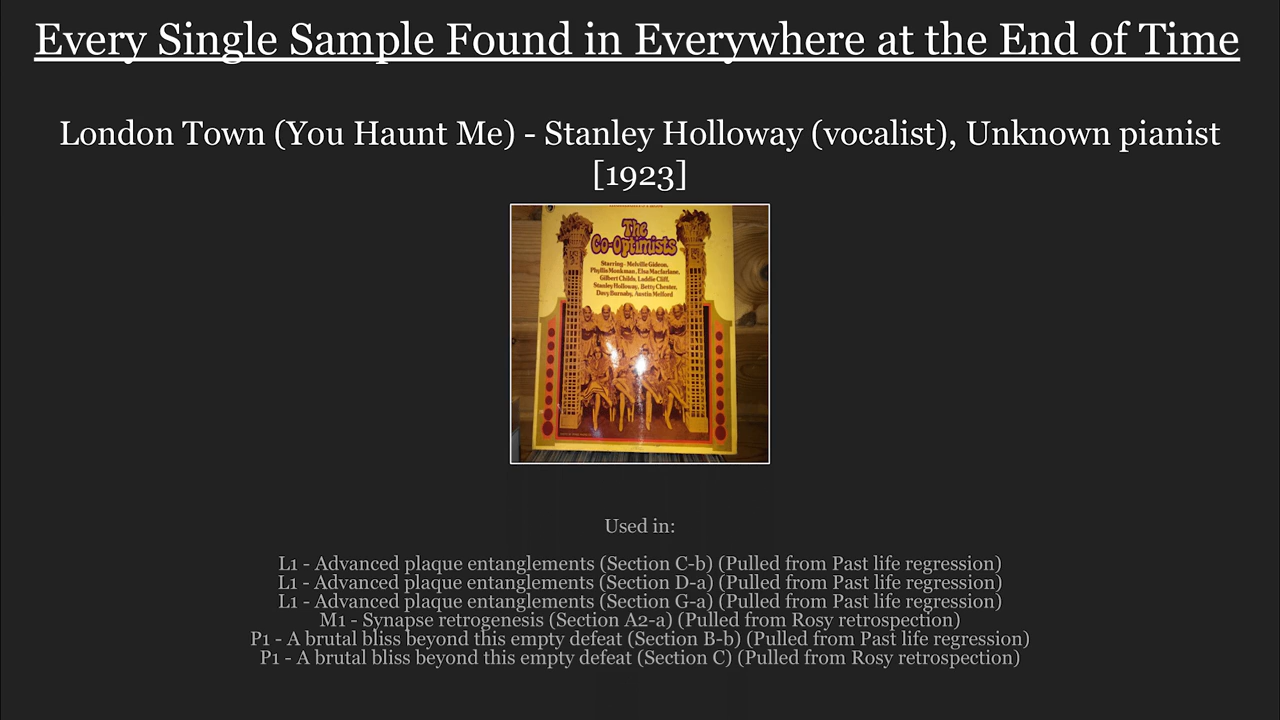 Every Single Sample Found in Everywhere at the End of Time
London Town (You Haunt Me) - Stanley Holloway (vocalist), Unknown pianist
[1923]
The
Co-Optimists
Starring- Melville Gideon,
Phyllis Monkman, Elsa Macfarlane,
Gilbert Childs, Laddie Cliff,
Stanley Holloway, Betty Chester,
Davy Burnaby, Austin Melford
Used in:
L1 - Advanced plaque entanglements (Section C-b) (Pulled from Past life regression)
L1 - Advanced plaque entanglements (Section D-a) (Pulled from Past life regression)
L1 - Advanced plaque entanglements (Section G-a) (Pulled from Past life regression)
M1 - Synapse retrogenesis (Section A2-a) (Pulled from Rosy retrospection)
P1 - A brutal bliss beyond this empty defeat (Section B-b) (Pulled from Past life regression)
P1 - A brutal bliss beyond this empty defeat (Section C) (Pulled from Rosy retrospection)